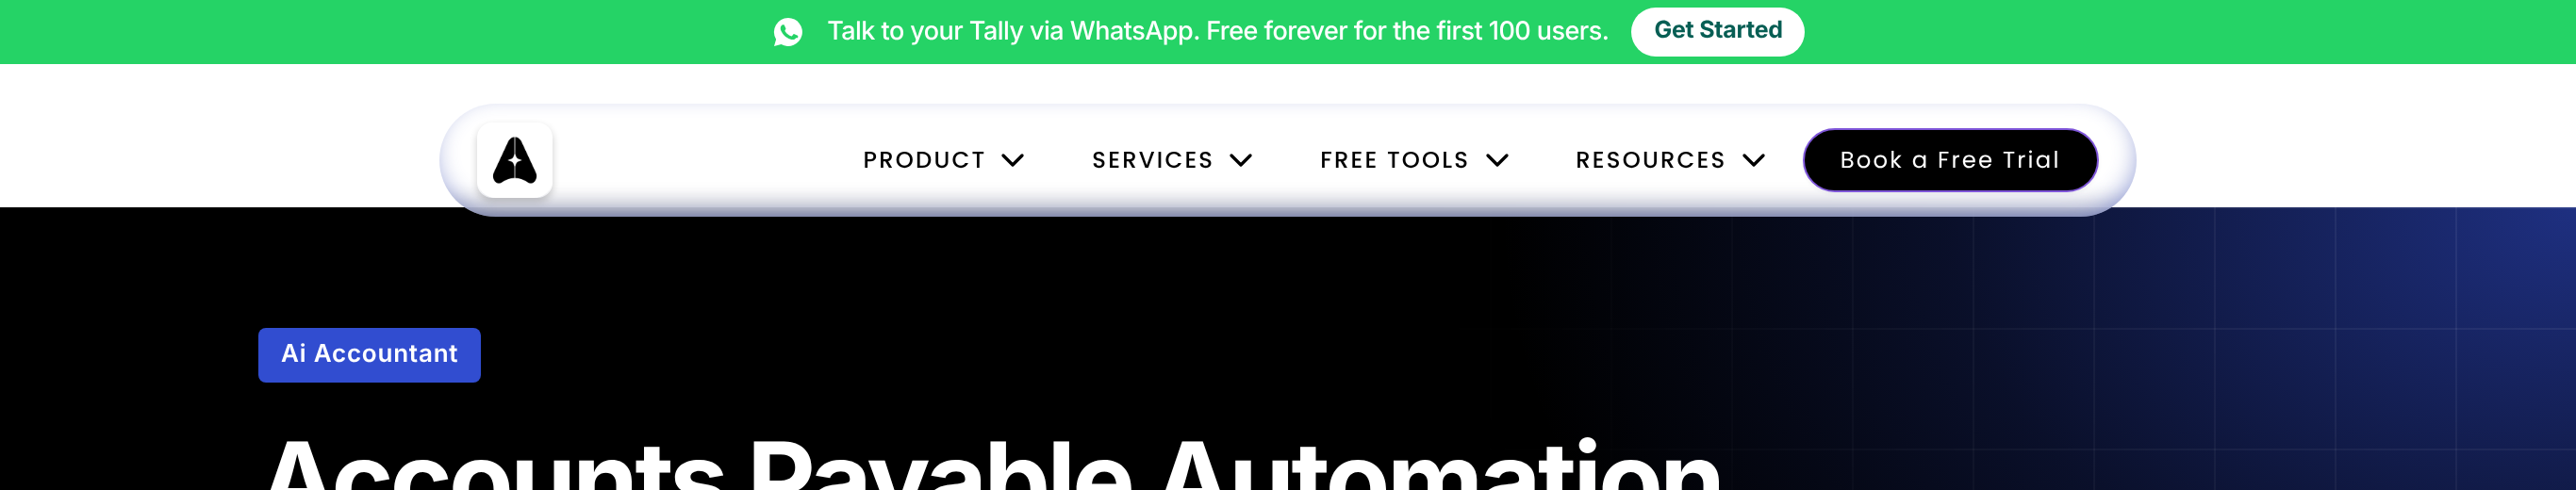 Talk to your Tally via WhatsApp. Free forever for the first 100 users. Get Started
PRODUCT SERVICES FREE TOOLS RESOURCES Book a Free Trial
Ai Accountant
Accounts Payable Automation